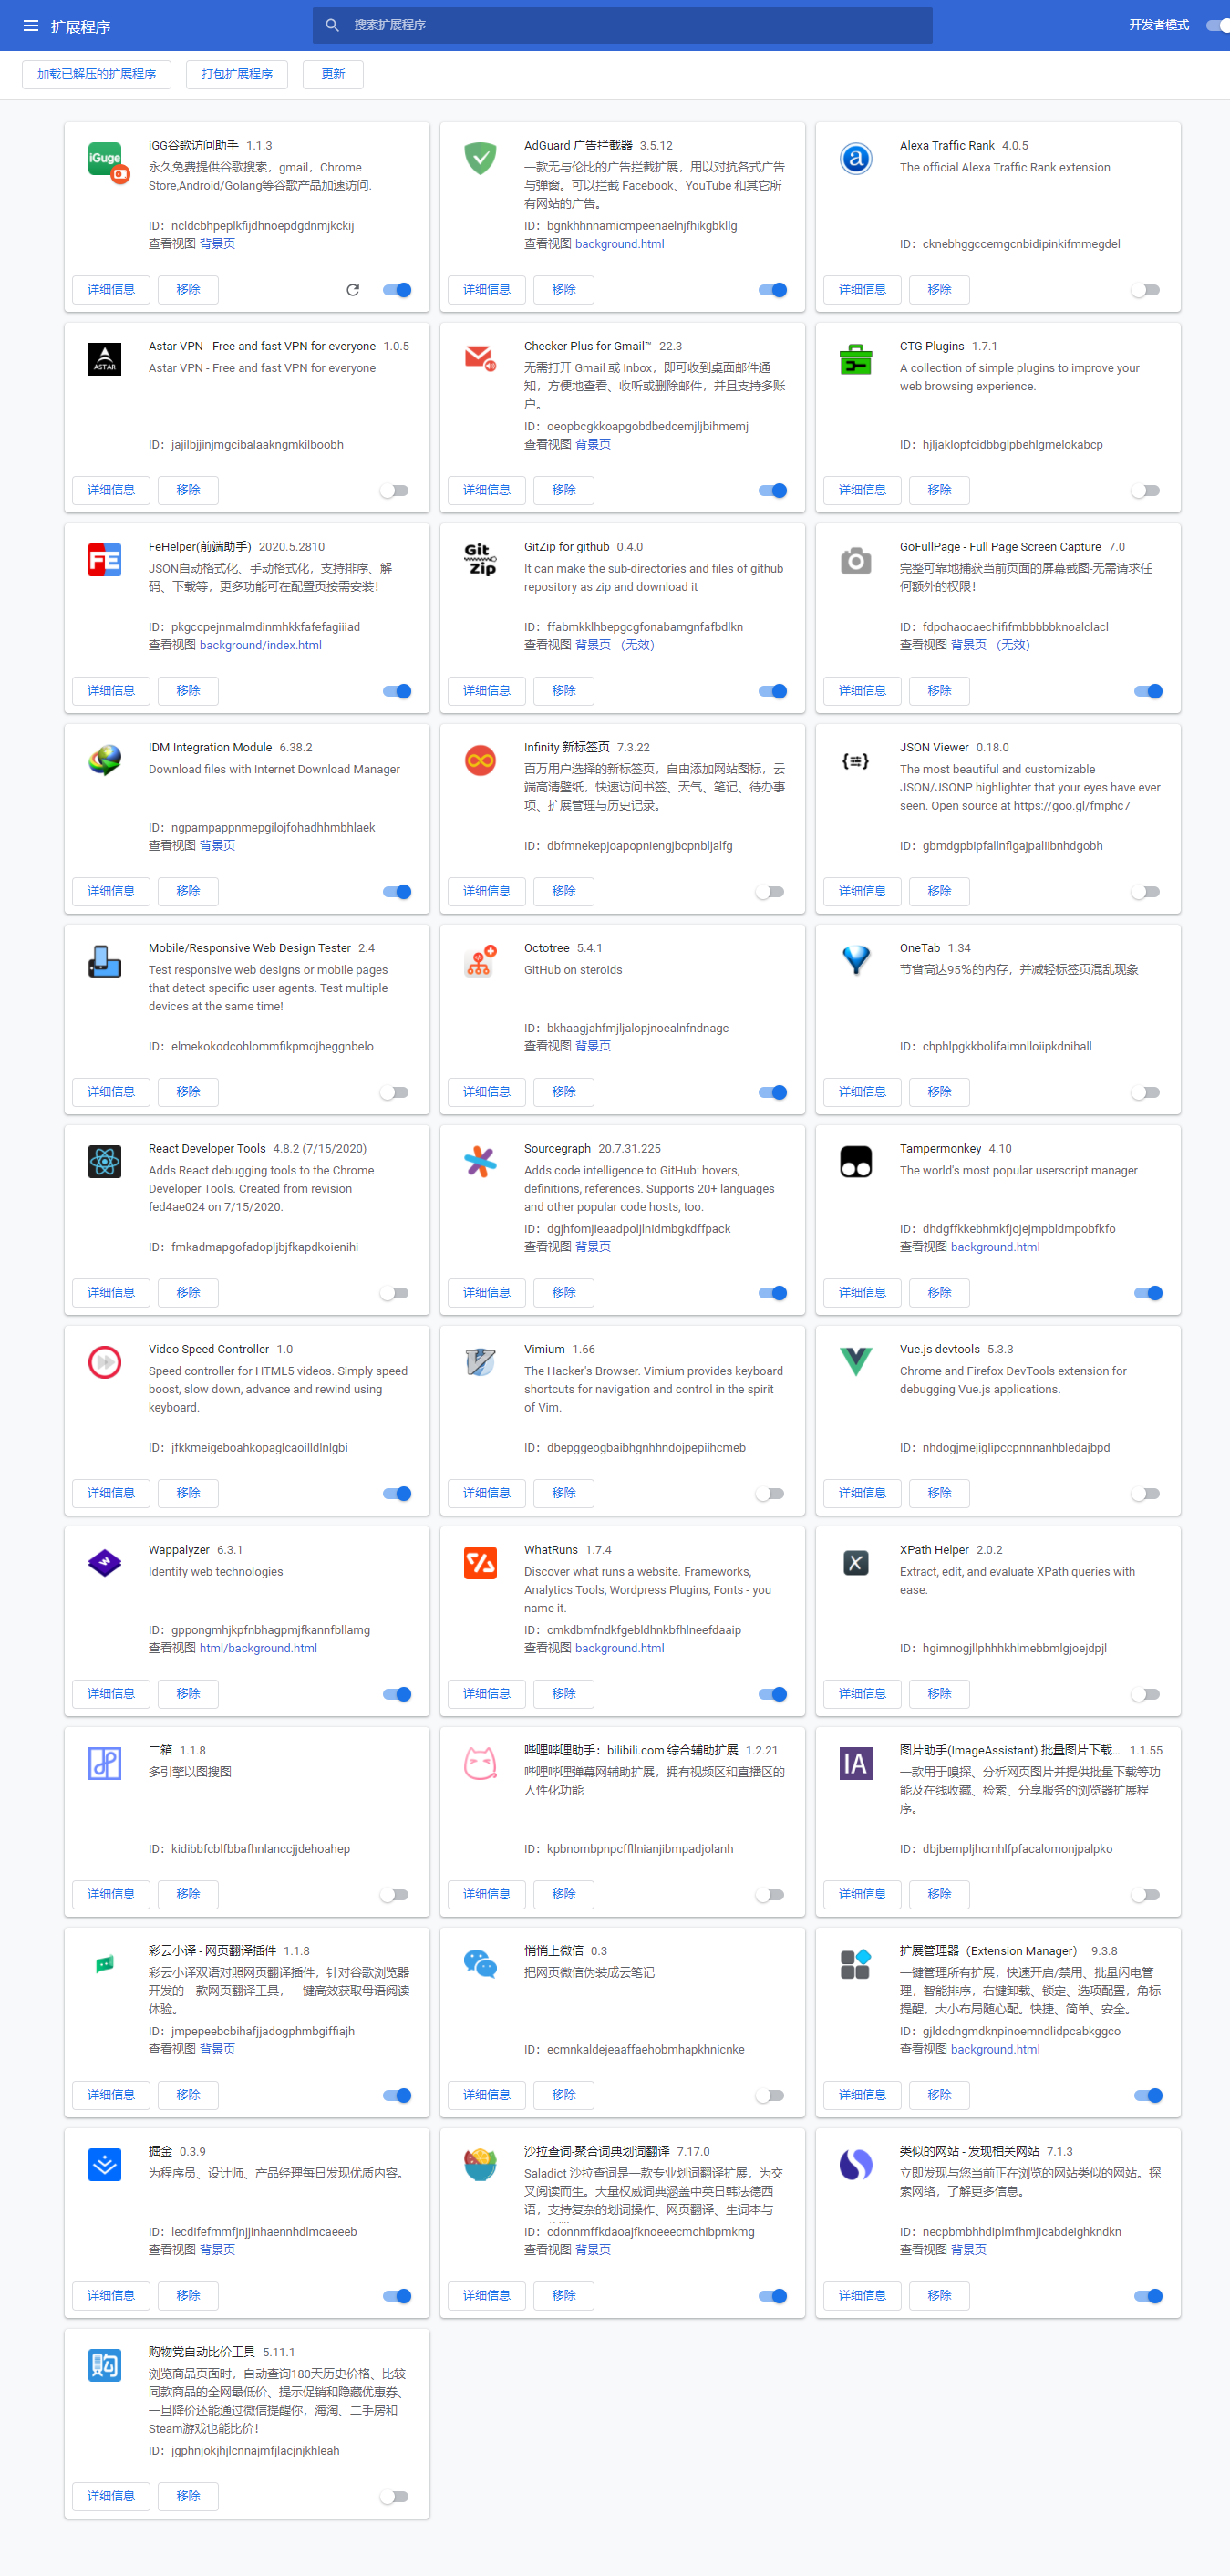 扩展程序
搜索扩展程序
开发者模式
加载已解压的扩展程序
打包扩展程序
更新
iGuge
iGG谷歌访问助手 1.1.3
永久免费提供谷歌搜索，gmail，Chrome
Store,Android/Golang等谷歌产品加速访问.
ID：ncldcbhpeplkfijdhnoepdgdnmjkckij
查看视图 背景页
详细信息
移除
AdGuard 广告拦截器 3.5.12
一款无与伦比的广告拦截扩展，用以对抗各式广告
与弹窗。可以拦截 Facebook、YouTube 和其它所
有网站的广告。
ID：bgnkhhnnamicmpeenaelnjfhikgbkllg
查看视图 background.html
详细信息
移除
Alexa Traffic Rank 4.0.5
The official Alexa Traffic Rank extension
ID：cknebhggccemgcnbidipinkifmmegdel
详细信息
移除
ASTAR
Astar VPN - Free and fast VPN for everyone 1.0.5
Astar VPN - Free and fast VPN for everyone
ID：jajilbjjinjmgcibalaakngmkilboobh
详细信息
移除
Checker Plus for Gmail™ 22.3
无需打开 Gmail 或 Inbox，即可收到桌面邮件通
知，方便地查看、收听或删除邮件，并且支持多账
户。
ID：oeopbcgkkoapgobdbedcemjljbihmemj
查看视图 背景页
详细信息
移除
CTG Plugins 1.7.1
A collection of simple plugins to improve your
web browsing experience.
ID：hjljaklopfcidbbglpbehlgmelokabcp
详细信息
移除
FE
FeHelper(前端助手) 2020.5.2810
JSON自动格式化、手动格式化，支持排序、解
码、下载等，更多功能可在配置页按需安装！
ID：pkgccpejnmalmdinmhkkfafefagiiiad
查看视图 background/index.html
详细信息
移除
Git
Zip
GitZip for github 0.4.0
It can make the sub-directories and files of github
repository as zip and download it
ID：ffabmkklhbepgcgfonabamgnfafbdlkn
查看视图 背景页 （无效）
详细信息
移除
GoFullPage - Full Page Screen Capture 7.0
完整可靠地捕获当前页面的屏幕截图-无需请求任
何额外的权限！
ID：fdpohaocaechififmbbbbbknoalclacl
查看视图 背景页 （无效）
详细信息
移除
IDM Integration Module 6.38.2
Download files with Internet Download Manager
ID：ngpampappnmepgilojfohadhhmbhlaek
查看视图 背景页
详细信息
移除
Infinity 新标签页 7.3.22
百万用户选择的新标签页，自由添加网站图标，云
端高清壁纸，快速访问书签、天气、笔记、待办事
项、扩展管理与历史记录。
ID：dbfmnekepjoapopniengjbcpnbljalfg
详细信息
移除
JSON Viewer 0.18.0
The most beautiful and customizable
JSON/JSONP highlighter that your eyes have ever
seen. Open source at https://goo.gl/fmphc7
ID：gbmdgpbipfallnflgajpaliibnhdgobh
详细信息
移除
Mobile/Responsive Web Design Tester 2.4
Test responsive web designs or mobile pages
that detect specific user agents. Test multiple
devices at the same time!
ID：elmekokodcohlommfikpmojheggnbelo
详细信息
移除
Octotree 5.4.1
GitHub on steroids
ID：bkhaagjahfmjljalopjnoealnfndnagc
查看视图 背景页
详细信息
移除
OneTab 1.34
节省高达95％的内存，并减轻标签页混乱现象
ID：chphlpgkkbolifaimnlloiipkdnihall
详细信息
移除
React Developer Tools 4.8.2 (7/15/2020)
Adds React debugging tools to the Chrome
Developer Tools. Created from revision
fed4ae024 on 7/15/2020.
ID：fmkadmapgofadopljbjfkapdkoienihi
详细信息
移除
Sourcegraph 20.7.31.225
Adds code intelligence to GitHub: hovers,
definitions, references. Supports 20+ languages
and other popular code hosts, too.
ID：dgjhfomjieaadpoljlnidmbgkdffpack
查看视图 背景页
详细信息
移除
Tampermonkey 4.10
The world's most popular userscript manager
ID：dhdgffkkebhmkfjojejmpbldmpobfkfo
查看视图 background.html
详细信息
移除
Video Speed Controller 1.0
Speed controller for HTML5 videos. Simply speed
boost, slow down, advance and rewind using
keyboard.
ID：jfkkmeigeboahkopaglcaoilldlnlgbi
详细信息
移除
Vimium 1.66
The Hacker's Browser. Vimium provides keyboard
shortcuts for navigation and control in the spirit
of Vim.
ID：dbepggeogbaibhgnhhndojpepiihcmeb
详细信息
移除
Vue.js devtools 5.3.3
Chrome and Firefox DevTools extension for
debugging Vue.js applications.
ID：nhdogjmejiglipccpnnnanhbledajbpd
详细信息
移除
Wappalyzer 6.3.1
Identify web technologies
ID：gppongmhjkpfnbhagpmjfkannfbllamg
查看视图 html/background.html
详细信息
移除
WhatRuns 1.7.4
Discover what runs a website. Frameworks,
Analytics Tools, Wordpress Plugins, Fonts - you
name it.
ID：cmkdbmfndkfgebldhnkbfhlneefdaaip
查看视图 background.html
详细信息
移除
X
XPath Helper 2.0.2
Extract, edit, and evaluate XPath queries with
ease.
ID：hgimnogjllphhhkhlmebbmlgjoejdpjl
详细信息
移除
二箱 1.1.8
多引擎以图搜图
ID：kidibbfcblfbbafhnlanccjjdehoahep
详细信息
移除
哔哩哔哩助手：bilibili.com 综合辅助扩展 1.2.21
哔哩哔哩弹幕网辅助扩展，拥有视频区和直播区的
人性化功能
ID：kpbnombpnpcffllnianjibmpadjolanh
详细信息
移除
IA
图片助手(ImageAssistant) 批量图片下载... 1.1.55
一款用于嗅探、分析网页图片并提供批量下载等功
能及在线收藏、检索、分享服务的浏览器扩展程
序。
ID：dbjbempljhcmhlfpfacalomonjpalpko
详细信息
移除
彩云小译 - 网页翻译插件 1.1.8
彩云小译双语对照网页翻译插件，针对谷歌浏览器
开发的一款网页翻译工具，一键高效获取母语阅读
体验。
ID：jmpepeebcbihafjjadogphmbgiffiajh
查看视图 背景页
详细信息
移除
悄悄上微信 0.3
把网页微信伪装成云笔记
ID：ecmnkaldejeaaffaehobmhapkhnicnke
详细信息
移除
扩展管理器（Extension Manager） 9.3.8
一键管理所有扩展，快速开启/禁用、批量闪电管
理，智能排序，右键卸载、锁定、选项配置，角标
提醒，大小布局随心配。快捷、简单、安全。
ID：gjldcdngmdknpinoemndlidpcabkggco
查看视图 background.html
详细信息
移除
掘金 0.3.9
为程序员、设计师、产品经理每日发现优质内容。
ID：lecdifefmmfjnjjinhaennhdlmcaeeeb
查看视图 背景页
详细信息
移除
沙拉查词-聚合词典划词翻译 7.17.0
Saladict 沙拉查词是一款专业划词翻译扩展，为交
叉阅读而生。大量权威词典涵盖中英日韩法德西
语，支持复杂的划词操作、网页翻译、生词本与
ID：cdonnmffkdaoajfknoeeecmchibpmkmg
查看视图 背景页
详细信息
移除
类似的网站 - 发现相关网站 7.1.3
立即发现与您当前正在浏览的网站类似的网站。探
索网络，了解更多信息。
ID：necpbmbhhdiplmfhmjicabdeighkndkn
查看视图 背景页
详细信息
移除
购
购物党自动比价工具 5.11.1
浏览商品页面时，自动查询180天历史价格、比较
同款商品的全网最低价、提示促销和隐藏优惠券、
一旦降价还能通过微信提醒你，海淘、二手房和
Steam游戏也能比价！
ID：jgphnjokjhjlcnnajmfjlacjnjkhleah
详细信息
移除